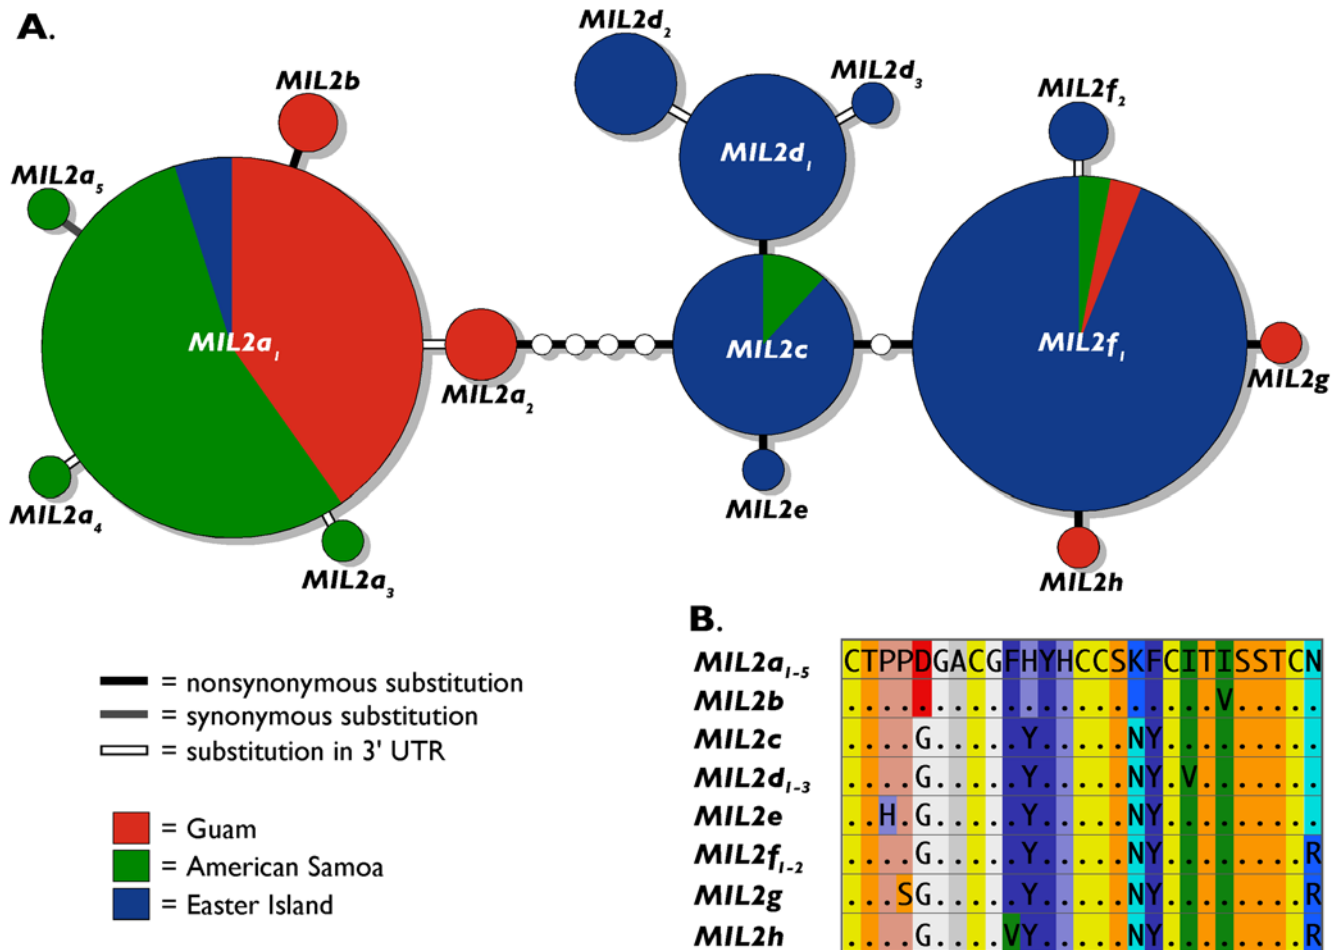 A.
MIL2d2
MIL2d3
MIL2b
MIL2f2
MIL2a5
MIL2d1
MIL2a1
MIL2c
MIL2f1
MIL2g
MIL2a2
MIL2e
MIL2a4
MIL2a3
MIL2h
= nonsynonymous substitution
= synonymous substitution
= substitution in 3' UTR
= Guam
= American Samoa
= Easter Island
B.
MIL2a1-5 CTPPDGACGFHYHCCSKFCITISSTCN
MIL2b .....................V.....
MIL2c ....G.....Y.....NY.........
MIL2d1-3 ....G.....Y.....NY.V.......
MIL2e ..H.G.....Y.....NY.........
MIL2f1-2 ....G.....Y.....NY........R
MIL2g ...SG.....Y.....NY........R
MIL2h ....G....VY.....NY........R